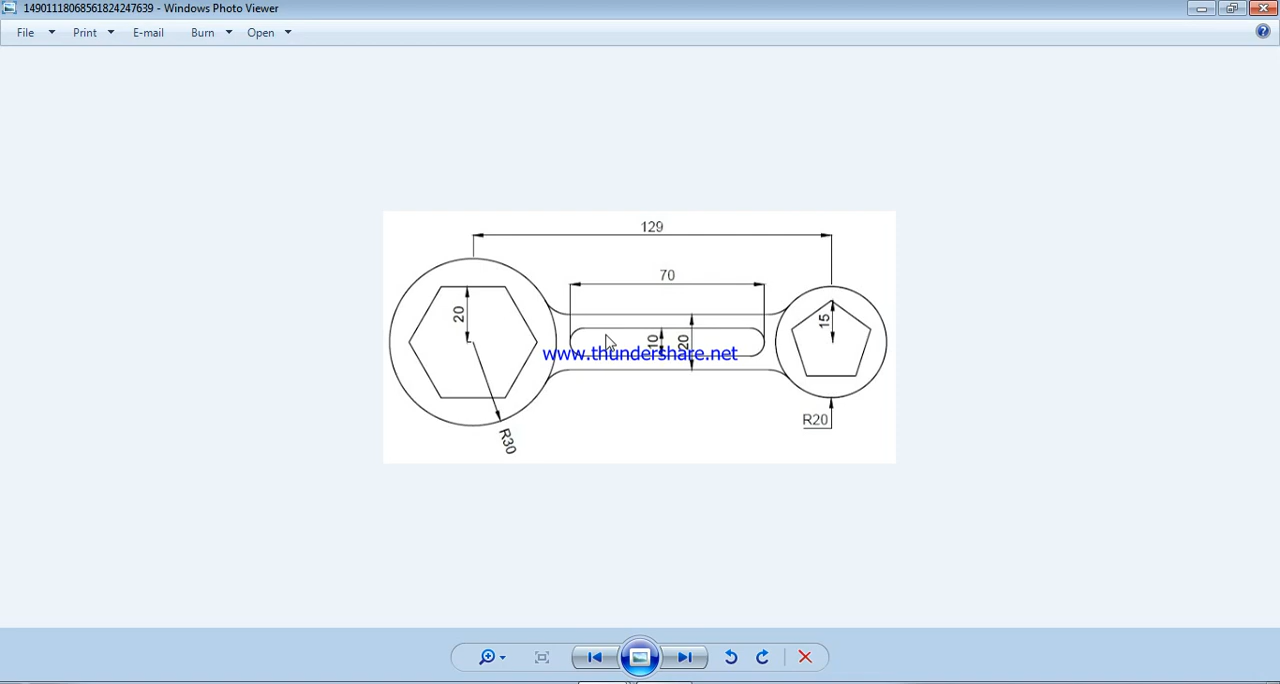 14901118068561824247639 - Windows Photo Viewer
File Print E-mail Burn Open
129
70
20
10
20
15
www.thundershare.net
R20
R30